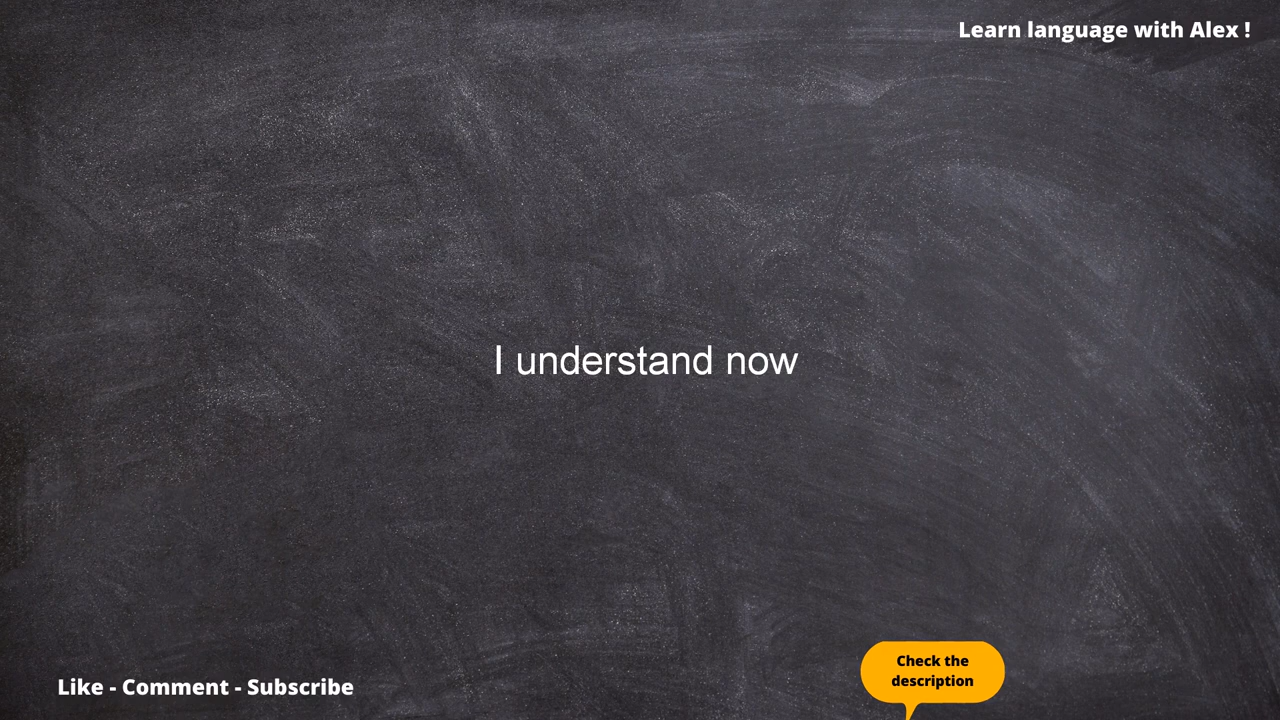 Learn language with Alex !
I understand now
Check the
description
Like - Comment - Subscribe